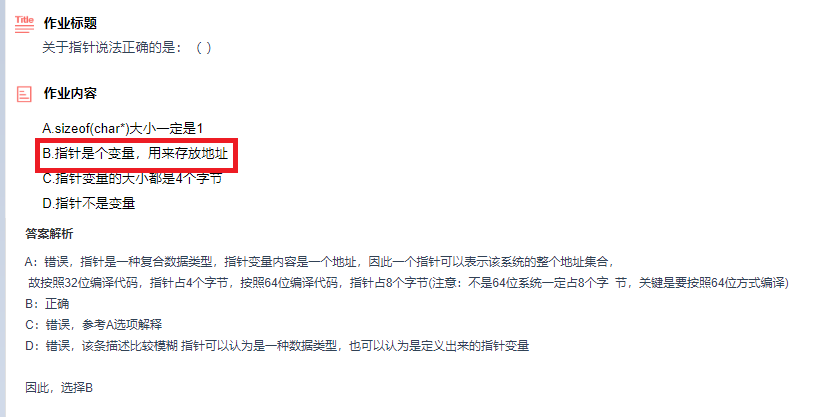 Title 作业标题
关于指针说法正确的是： （ ）
作业内容
A.sizeof(char*)大小一定是1
B.指针是个变量，用来存放地址
C.指针变量的大小都是4个字节
D.指针不是变量
答案解析
A：错误，指针是一种复合数据类型，指针变量内容是一个地址，因此一个指针可以表示该系统的整个地址集合，
故按照32位编译代码，指针占4个字节，按照64位编译代码，指针占8个字节(注意：不是64位系统一定占8个字 节，关键是要按照64位方式编译)
B：正确
C：错误，参考A选项解释
D：错误，该条描述比较模糊 指针可以认为是一种数据类型，也可以认为是定义出来的指针变量
因此，选择B